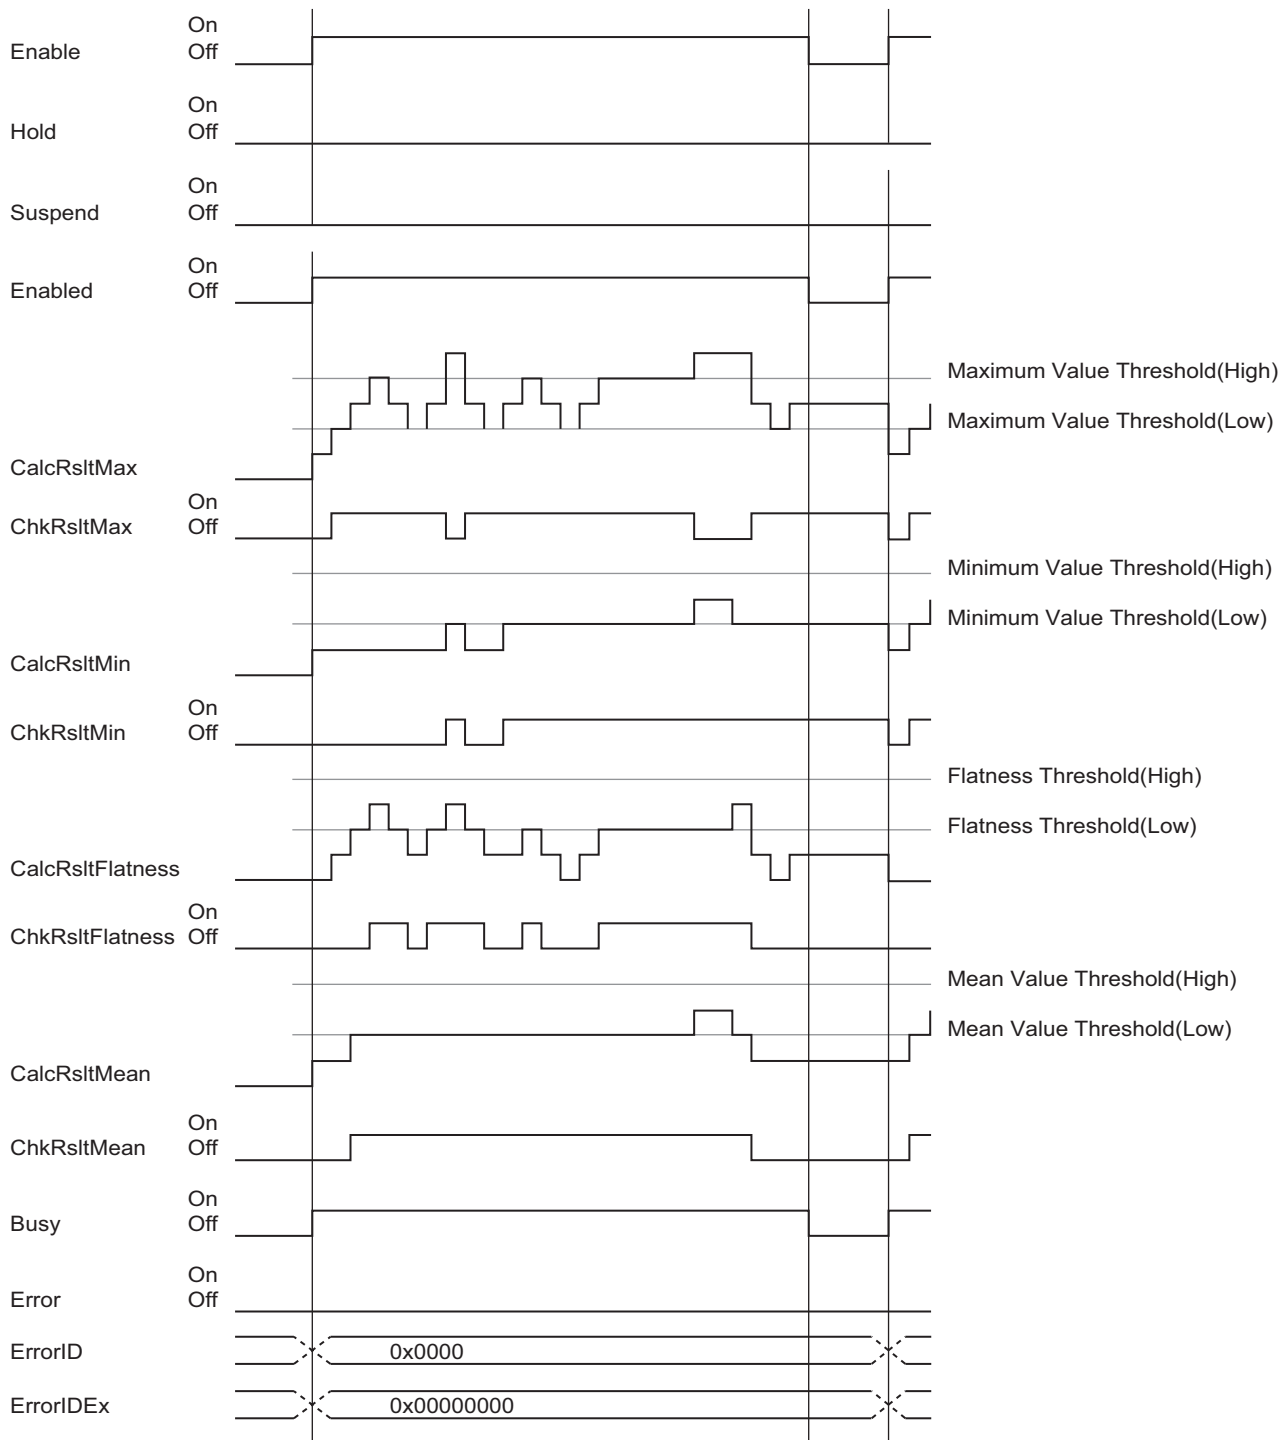 On
Enable Off
On
Hold Off
On
Suspend Off
On
Enabled Off
Maximum Value Threshold(High)
Maximum Value Threshold(Low)
CalcRsltMax
On
ChkRsltMax Off
Minimum Value Threshold(High)
Minimum Value Threshold(Low)
CalcRsltMin
On
ChkRsltMin Off
Flatness Threshold(High)
Flatness Threshold(Low)
CalcRsltFlatness
On
ChkRsltFlatness Off
Mean Value Threshold(High)
Mean Value Threshold(Low)
CalcRsltMean
On
ChkRsltMean Off
On
Busy Off
On
Error Off
ErrorID 0x0000
ErrorIDEx 0x00000000